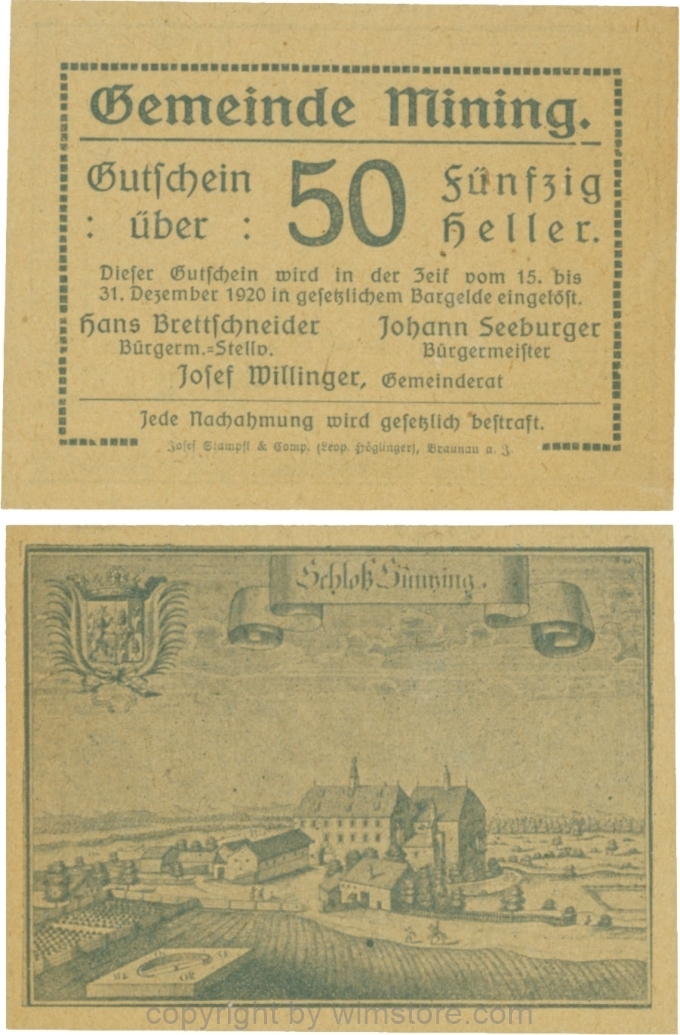 Gemeinde Mining.
Gutschein : über : 50 Fünfzig Heller.
Dieser Gutschein wird in der Zeit vom 15. bis
31. Dezember 1920 in gesetzlichem Bargelde eingelöst.
Hans Brettschneider Johann Seeburger
Bürgerm.=Stellv. Bürgermeister
Josef Willinger, Gemeinderat
Jede Nachahmung wird gesetzlich bestraft.
Josef Stampfl & Comp. (Leop. Höglinger), Braunau a. J.
Schloß Sunzing.
copyright by wimstore.com